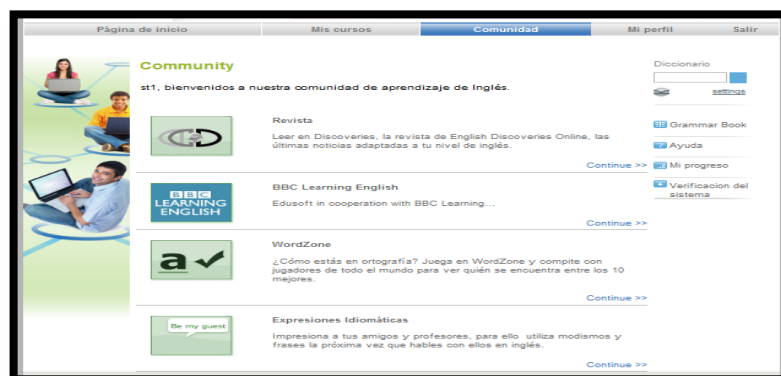 Página de inicio
Mis cursos
Comunidad
Mi perfil
Salir
Community
st1, bienvenidos a nuestra comunidad de aprendizaje de Inglés.
Revista
Leer en Discoveries, la revista de English Discoveries Online, las
últimas noticias adaptadas a tu nivel de inglés.
Continue >>
BBC
LEARNING
ENGLISH
BBC Learning English
Edusoft in cooperation with BBC Learning...
Continue >>
a
WordZone
¿Cómo estás en ortografía? Juega en WordZone y compite con
jugadores de todo el mundo para ver quién se encuentra entre los 10
mejores.
Continue >>
Be my guest
Expresiones Idiomáticas
Impresiona a tus amigos y profesores, para ello utiliza modismos y
frases la próxima vez que hables con ellos en inglés.
Continue >>
Diccionario
settings
Grammar Book
Ayuda
Mi progreso
Verificacion del
sistema